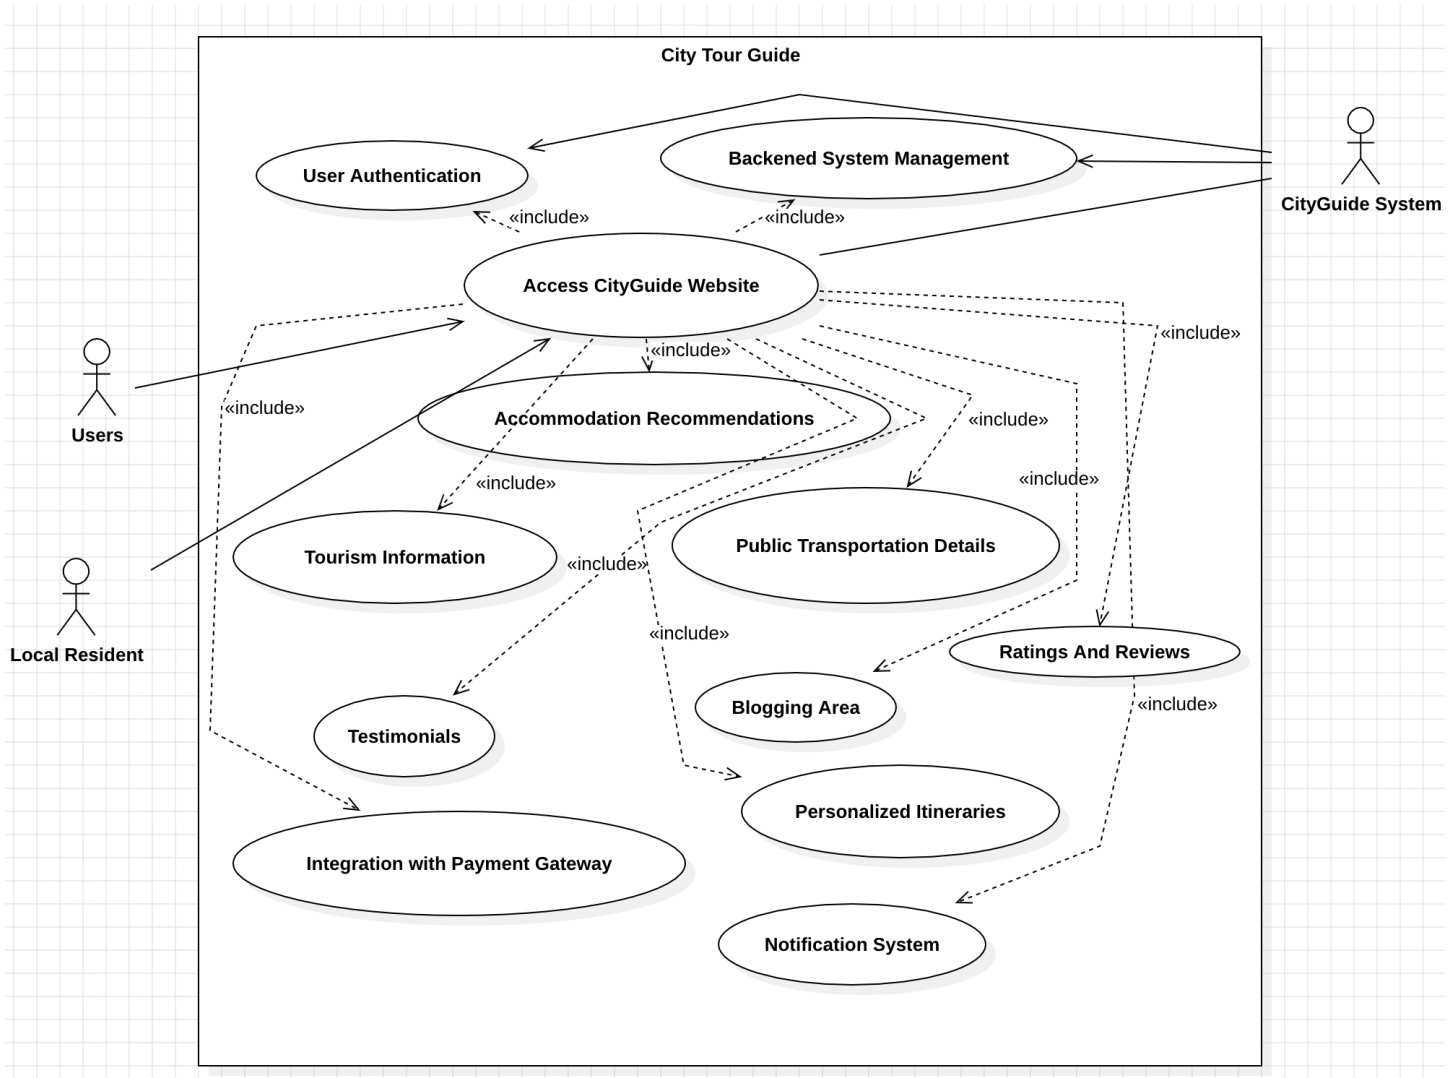 City Tour Guide
User Authentication
Backened System Management
CityGuide System
«include»
«include»
Access CityGuide Website
«include»
«include»
Users
«include»
Accommodation Recommendations
«include»
«include»
«include»
Tourism Information
Public Transportation Details
«include»
Local Resident
«include»
Ratings And Reviews
Blogging Area
«include»
Testimonials
Personalized Itineraries
Integration with Payment Gateway
Notification System